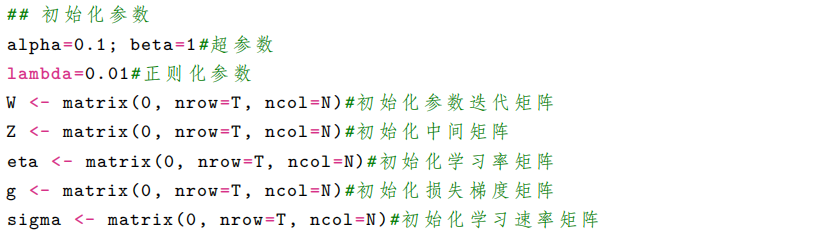 ## 初始化参数
alpha=0.1; beta=1#超参数
lambda=0.01#正则化参数
W <- matrix(0, nrow=T, ncol=N)#初始化参数迭代矩阵
Z <- matrix(0, nrow=T, ncol=N)#初始化中间矩阵
eta <- matrix(0, nrow=T, ncol=N)#初始化学习率矩阵
g <- matrix(0, nrow=T, ncol=N)#初始化损失梯度矩阵
sigma <- matrix(0, nrow=T, ncol=N)#初始化学习速率矩阵